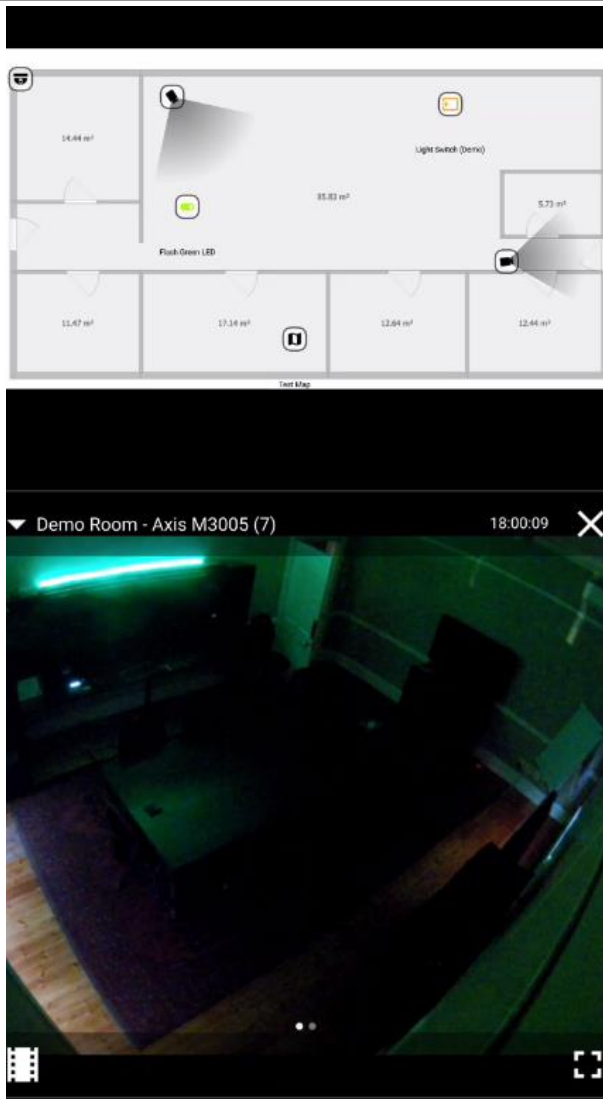 14.44 m²
Light Switch (Demo)
85.83 m²
5.73 m²
Flush Green LED
11.47 m²
17.14 m²
12.64 m²
12.44 m²
Test Map
Demo Room - Axis M3005 (7)
18:00:09